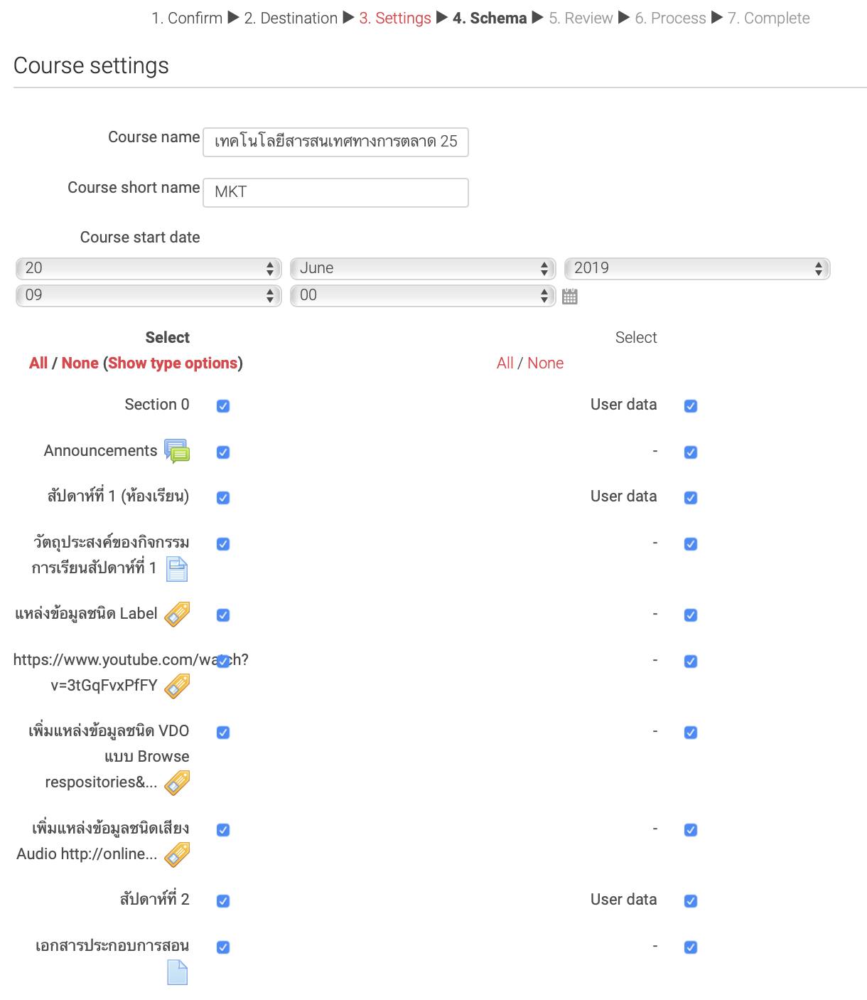 1. Confirm ▶ 2. Destination ▶ 3. Settings ▶ 4. Schema ▶ 5. Review ▶ 6. Process ▶ 7. Complete
Course settings
Course name เทคโนโลยีสารสนเทศทางการตลาด 25
Course short name MKT
Course start date
20 June 2019
09 00
Select Select
All / None (Show type options) All / None
Section 0 User data
Announcements -
สัปดาห์ที่ 1 (ห้องเรียน) User data
วัตถุประสงค์ของกิจกรรม -
การเรียนสัปดาห์ที่ 1
แหล่งข้อมูลชนิด Label -
https://www.youtube.com/watch? -
v=3tGqFvxPfFY
เพิ่มแหล่งข้อมูลชนิด VDO -
แบบ Browse
respositories&...
เพิ่มแหล่งข้อมูลชนิดเสียง -
Audio http://online...
สัปดาห์ที่ 2 User data
เอกสารประกอบการสอน -